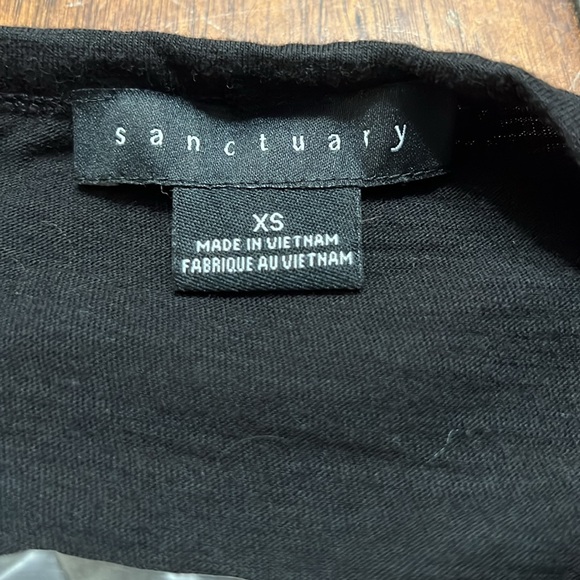 sanctuary
XS
MADE IN VIETNAM
FABRIQUE AU VIETNAM